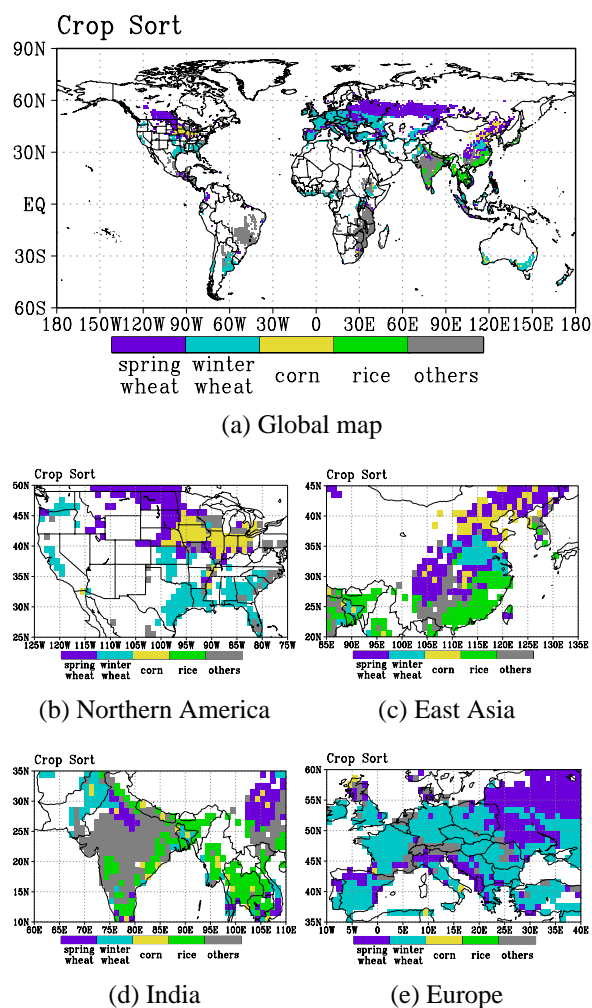 Crop Sort
90N
60N
30N
EQ
30S
60S
180 150W 120W 90W 60W 30W 0 30E 60E 90E 120E 150E 180
spring wheat winter wheat corn rice others
(a) Global map
Crop Sort
50N
45N
40N
35N
30N
25N
125W 120W 115W 110W 105W 100W 95W 90W 85W 80W 75W
spring wheat winter wheat corn rice others
(b) Northern America
Crop Sort
50N
45N
40N
35N
30N
25N
20N
85E 90E 95E 100E 105E 110E 115E 120E 125E 130E 135E
spring wheat winter wheat corn rice others
(c) East Asia
Crop Sort
35N
30N
25N
20N
15N
10N
60E 65E 70E 75E 80E 85E 90E 95E 100E 105E 110E
spring wheat winter wheat corn rice others
(d) India
Crop Sort
60N
55N
50N
45N
40N
35N
10W 5W 0 5E 10E 15E 20E 25E 30E 35E 40E
spring wheat winter wheat corn rice others
(e) Europe